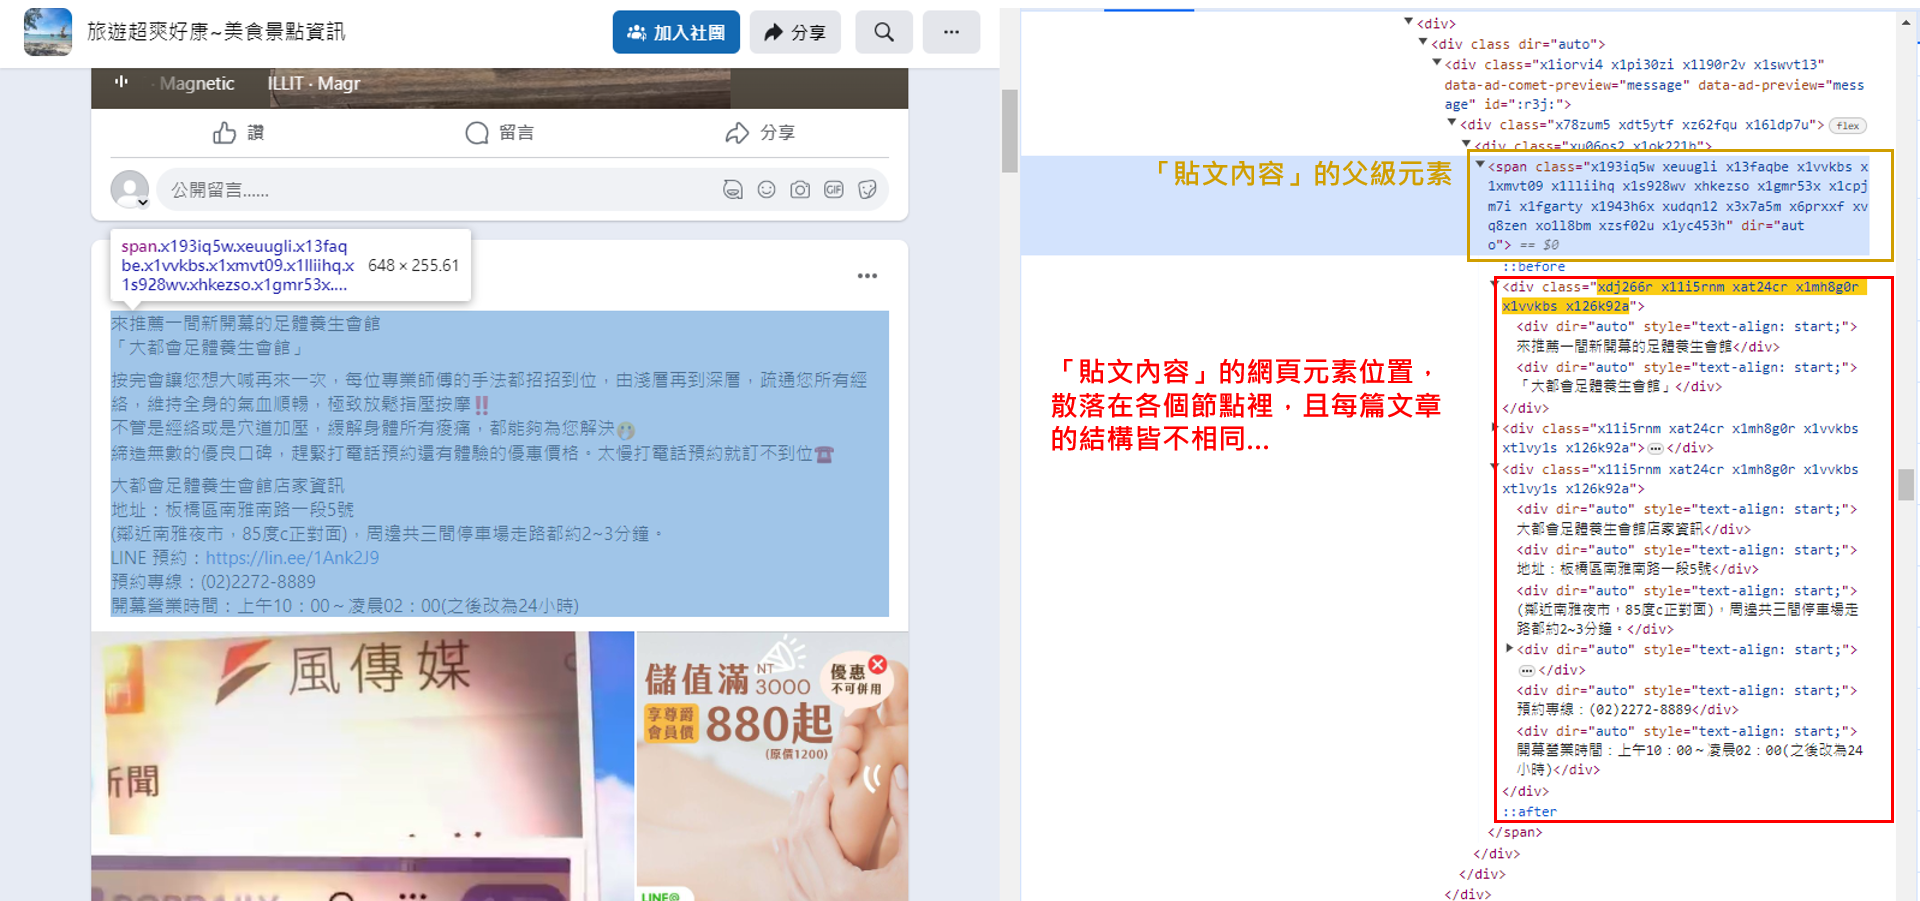 旅遊超爽好康~美食景點資訊
加入社團
分享
· Magnetic
ILLIT · Magr
讚
留言
分享
公開留言......
GIF
span.x193iq5w.xeuugli.x13faq
be.x1vvkbs.x1xmvt09.x1lliihq.x
1s928wv.xhkezso.x1gmr53x....
648 × 255.61
來推薦一間新開幕的足體養生會館
「大都會足體養生會館」
按完會讓您想大喊再來一次，每位專業師傅的手法都招招到位，由淺層再到深層，疏通您所有經
絡，維持全身的氣血順暢，極致放鬆指壓按摩‼️
不管是經絡或是穴道加壓，緩解身體所有痠痛，都能夠為您解決
締造無數的優良口碑，趕緊打電話預約還有體驗的優惠價格。太慢打電話預約就訂不到位☎️
大都會足體養生會館店家資訊
地址：板橋區南雅南路一段5號
(鄰近南雅夜市，85度c正對面)，周邊共三間停車場走路都約2~3分鐘。
LINE 預約：https://lin.ee/1Ank2J9
預約專線：(02)2272-8889
開幕營業時間：上午10：00 ~ 凌晨02：00(之後改為24小時)
風傳媒
新聞
儲值滿
NT
3000
優惠
不可併用
享尊爵
會員價
880起
(原價1200)
LINE@
<div>
<div class dir="auto">
<div class="x1iorvi4 x1pi30zi x1l90r2v x1swvt13"
data-ad-comet-preview="message" data-ad-preview="mess
age" id=":r3j:">
<div class="x78zum5 xdt5ytf xz62fqu x16ldp7u">
flex
<div class="xu06os2 x1ok221b">
「貼文內容」的父級元素
<span class="x193iq5w xeuugli x13faqbe x1vvkbs x
1xmvt09 x1lliihq x1s928wv xhkezso x1gmr53x x1cpj
m7i x1fgarty x1943h6x xudqn12 x3x7a5m x6prxxf xv
q8zen xo1l8bm xzsf02u x1yc453h" dir="aut
o"> == $0
::before
<div class="xdj266r x11i5rnm xat24cr x1mh8g0r
x1vvkbs x126k92a">
<div dir="auto" style="text-align: start;">
來推薦一間新開幕的足體養生會館</div>
<div dir="auto" style="text-align: start;">
「大都會足體養生會館」</div>
</div>
<div class="x11i5rnm xat24cr x1mh8g0r x1vvkbs
xtlvy1s x126k92a">…</div>
<div class="x11i5rnm xat24cr x1mh8g0r x1vvkbs
xtlvy1s x126k92a">
<div dir="auto" style="text-align: start;">
大都會足體養生會館店家資訊</div>
<div dir="auto" style="text-align: start;">
地址：板橋區南雅南路一段5號</div>
<div dir="auto" style="text-align: start;">
(鄰近南雅夜市，85度c正對面)，周邊共三間停車場走
路都約2~3分鐘。</div>
<div dir="auto" style="text-align: start;">
…</div>
<div dir="auto" style="text-align: start;">
預約專線：(02)2272-8889</div>
<div dir="auto" style="text-align: start;">
開幕營業時間：上午10：00 ~ 凌晨02：00(之後改為24
小時)</div>
</div>
::after
</span>
</div>
</div>
</div>
「貼文內容」的網頁元素位置，
散落在各個節點裡，且每篇文章
的結構皆不相同...